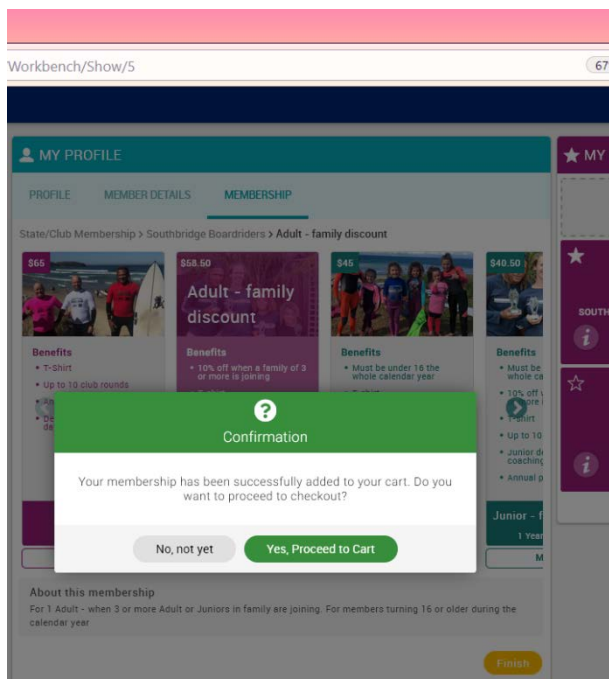 Workbench/Show/5
67
MY PROFILE
MY
PROFILE
MEMBER DETAILS
MEMBERSHIP
State/Club Membership > Southbridge Boardriders > Adult - family discount
$65
Benefits
• T-Shirt
• Up to 10 club rounds
$58.50
Adult - family
discount
Benefits
• 10% off when a family of 3
or more is joining
$45
Benefits
• Must be under 16 the
whole calendar year
$40.50
Benefits
• Must be
whole ca
• 10% off
• T-Shirt
• Up to 10
• Junior de
coaching
• Annual p
Junior - f
1 Year
M
SOUTH
Confirmation
Your membership has been successfully added to your cart. Do you
want to proceed to checkout?
No, not yet
Yes, Proceed to Cart
About this membership
For 1 Adult - when 3 or more Adult or Juniors in family are joining. For members turning 16 or older during the
calendar year
Finish